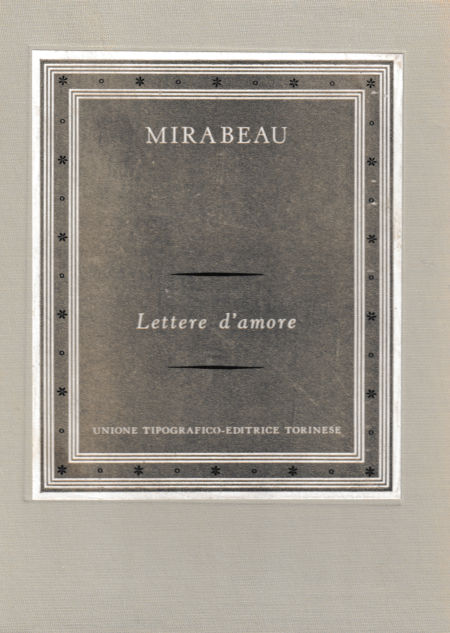 MIRABEAU
Lettere d'amore
UNIONE TIPOGRAFICO-EDITRICE TORINESE